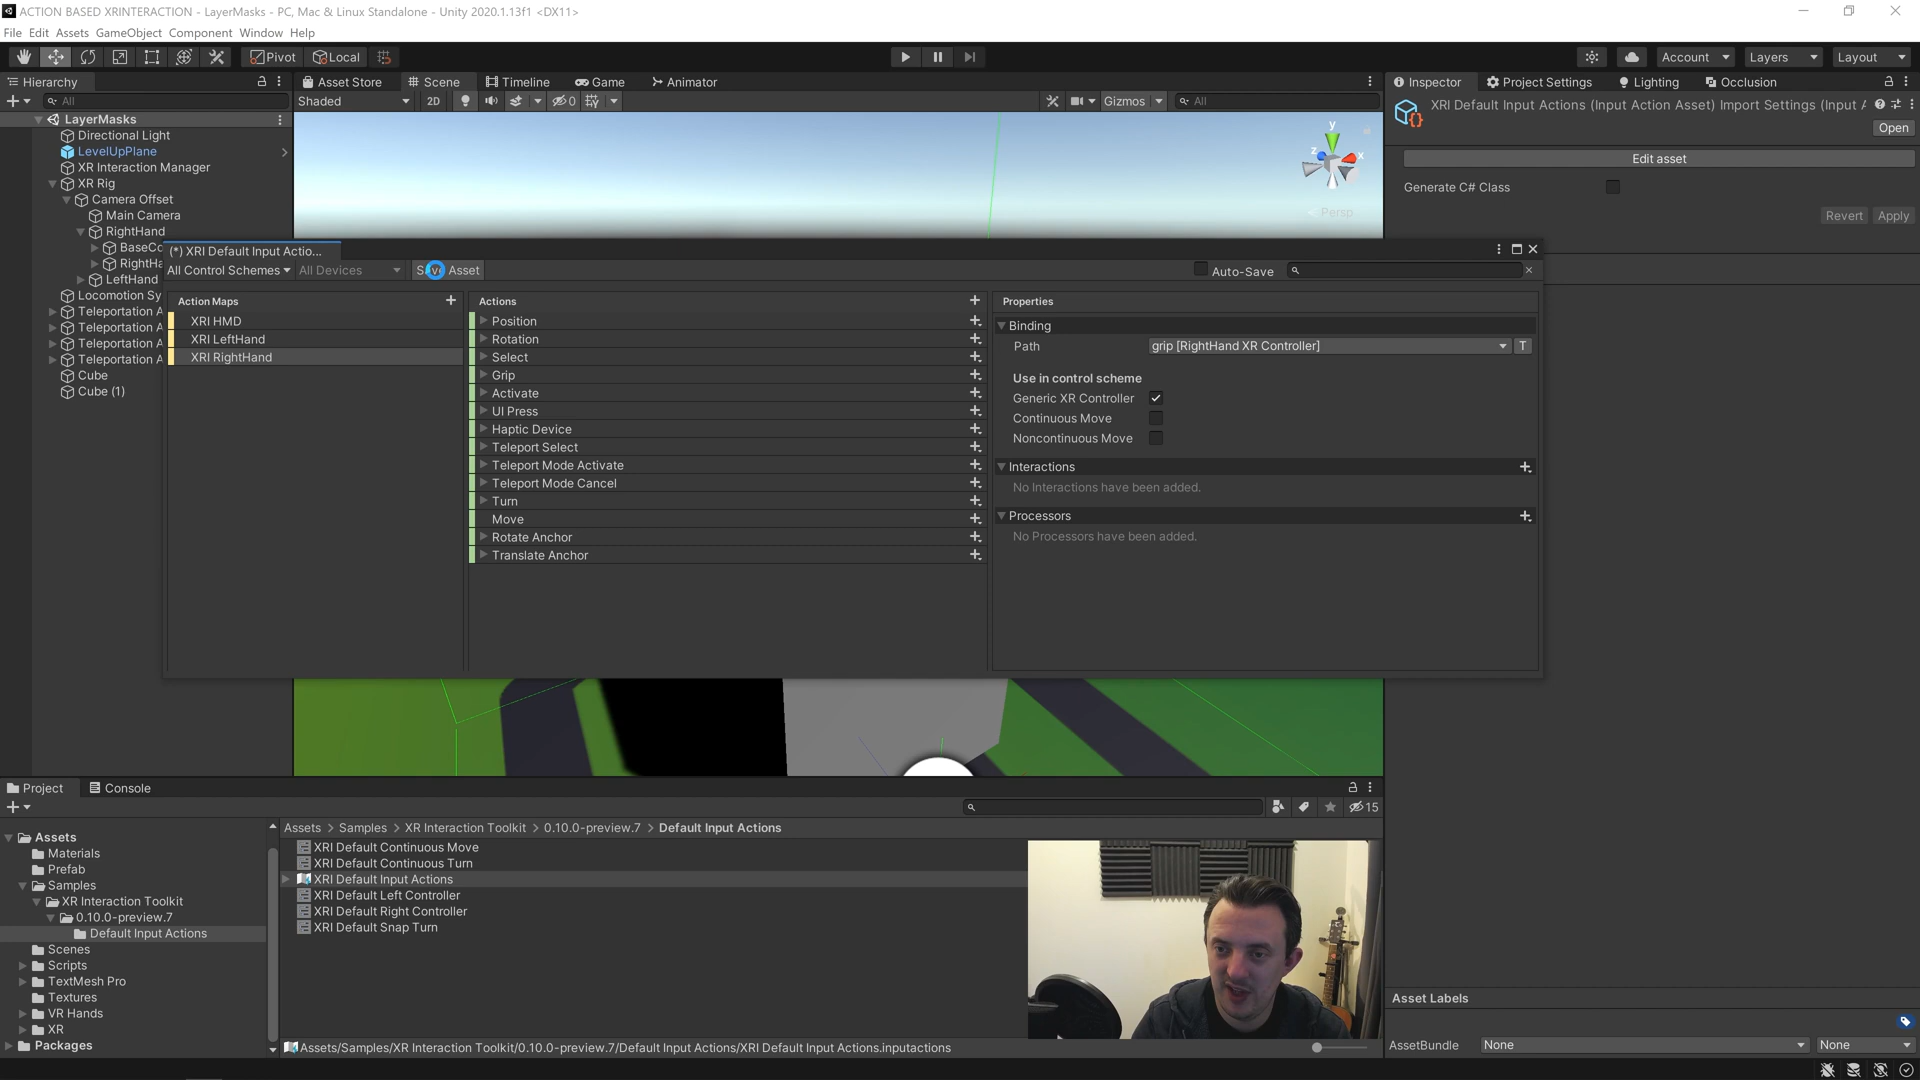 ACTION BASED XRINTERACTION - LayerMasks - PC, Mac & Linux Standalone - Unity 2020.1.13f1 <DX11>
File Edit Assets GameObject Component Window Help
Pivot Local Account Layers Layout
Hierarchy
All
LayerMasks
Directional Light
LevelUpPlane
XR Interaction Manager
XR Rig
Camera Offset
Main Camera
RightHand
BaseCo
RightHa
LeftHand
Locomotion Sy
Teleportation A
Teleportation A
Teleportation A
Teleportation A
Cube
Cube (1)
Asset Store Scene Timeline Game Animator
Shaded 2D 0 Gizmos All
y
z x
Persp
(*) XRI Default Input Actio...
All Control Schemes All Devices Save Asset Auto-Save
Action Maps
XRI HMD
XRI LeftHand
XRI RightHand
Actions
Position
Rotation
Select
Grip
Activate
UI Press
Haptic Device
Teleport Select
Teleport Mode Activate
Teleport Mode Cancel
Turn
Move
Rotate Anchor
Translate Anchor
Properties
Binding
Path grip [RightHand XR Controller] T
Use in control scheme
Generic XR Controller
Continuous Move
Noncontinuous Move
Interactions
No Interactions have been added.
Processors
No Processors have been added.
Inspector Project Settings Lighting Occlusion
XRI Default Input Actions (Input Action Asset) Import Settings (Input A
Open
Edit asset
Generate C# Class
Revert Apply
Project Console
15
Assets
Materials
Prefab
Samples
XR Interaction Toolkit
0.10.0-preview.7
Default Input Actions
Scenes
Scripts
TextMesh Pro
Textures
VR Hands
XR
Packages
Assets > Samples > XR Interaction Toolkit > 0.10.0-preview.7 > Default Input Actions
XRI Default Continuous Move
XRI Default Continuous Turn
XRI Default Input Actions
XRI Default Left Controller
XRI Default Right Controller
XRI Default Snap Turn
Assets/Samples/XR Interaction Toolkit/0.10.0-preview.7/Default Input Actions/XRI Default Input Actions.inputactions
Asset Labels
AssetBundle None None